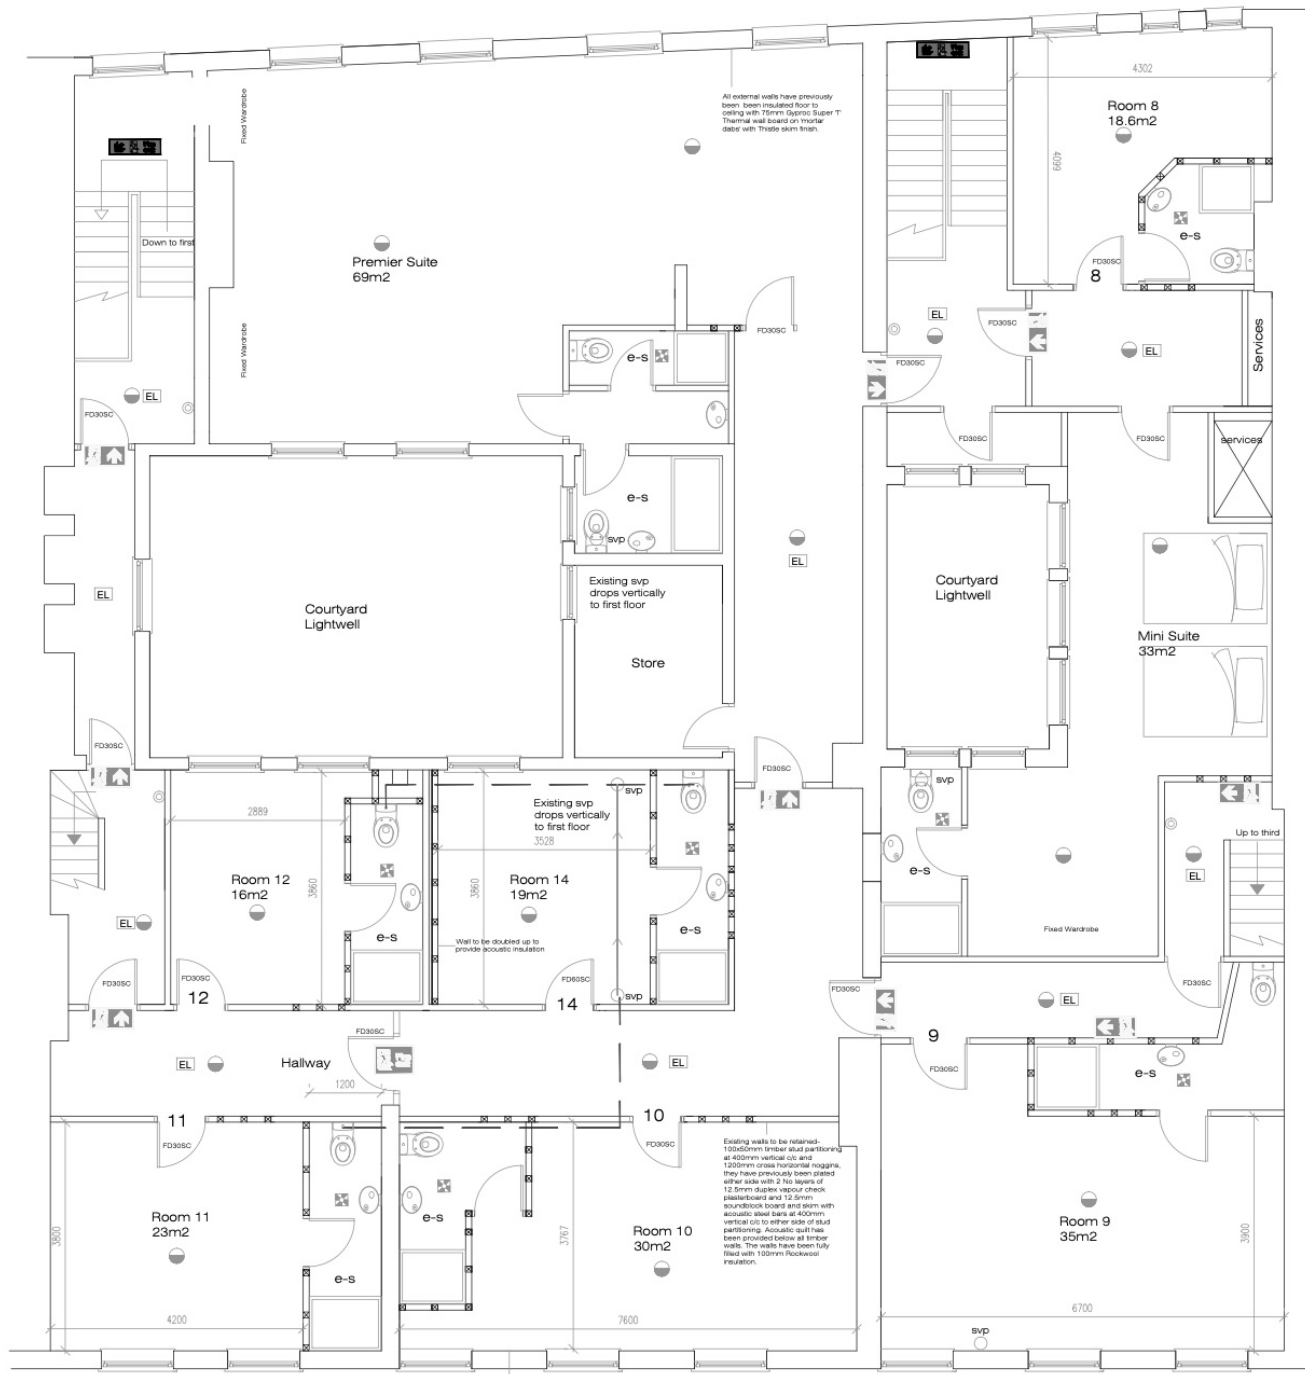 All external walls have previously
been been insulated floor to
ceiling with 75mm Gyproc Super 'T'
Thermal wall board on 'mortar
dabs' with Thistle skim finish.
Fixed Wardrobe
4302
Room 8
18.6m2
4099
e-s
FD30SC
8
Down to first
Premier Suite
69m2
Fixed Wardrobe
FD30SC
e-s
EL
FD30SC
EL
Services
FD30SC
EL
FD30SC
FD30SC
FD30SC
services
e-s
svp
EL
Existing svp
drops vertically
to first floor
Store
Courtyard
Lightwell
Courtyard
Lightwell
EL
Mini Suite
33m2
FD30SC
FD30SC
2889
Existing svp
drops vertically
to first floor
svp
3528
svp
Up to third
EL
Room 12
16m2
3860
Room 14
19m2
3860
e-s
EL
e-s
e-s
Wall to be doubled up to
provide acoustic insulation
Fixed Wardrobe
FD30SC
FD30SC
12
FD60SC
14
svp
FD30SC
FD30SC
EL
FD30SC
9
EL
Hallway
1200
EL
FD30SC
e-s
11
FD30SC
10
FD30SC
Existing walls to be retained-
100x50mm timber stud partitioning
at 400mm vertical c/c and
1200mm cross horizontal noggins,
they have previously been plated
either side with 2 No layers of
12.5mm duplex vapour check
plasterboard and 12.5mm
soundblock board and skim with
acoustic steel bars at 400mm
vertical c/c to either side of stud
partitioning. Acoustic quilt has
been provided below all timber
walls. The walls have been fully
filled with 100mm Rockwool
insulation.
Room 11
23m2
3800
e-s
e-s
3767
Room 10
30m2
Room 9
35m2
3900
4200
7600
6700
svp